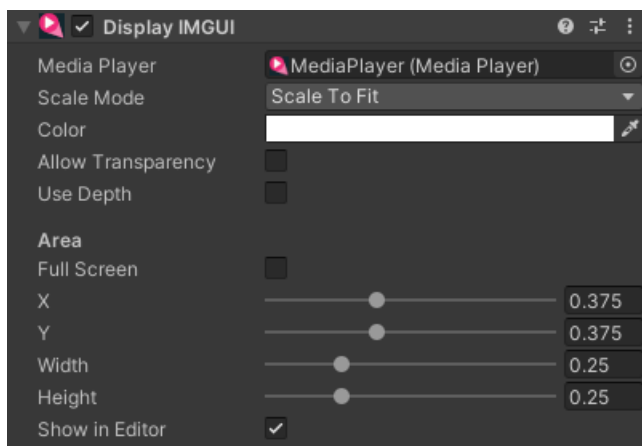 Display IMGUI
Media Player MediaPlayer (Media Player)
Scale Mode Scale To Fit
Color
Allow Transparency
Use Depth
Area
Full Screen
X 0.375
Y 0.375
Width 0.25
Height 0.25
Show in Editor